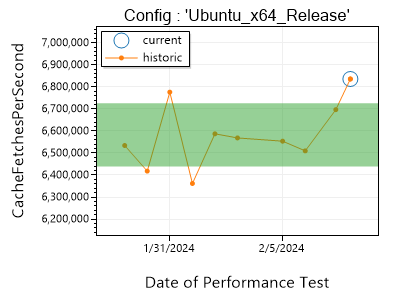 Config : 'Ubuntu_x64_Release'
CacheFetchesPerSecond
7,000,000
6,900,000
6,800,000
6,700,000
6,600,000
6,500,000
6,400,000
6,300,000
6,200,000
current
historic
1/31/2024
2/5/2024
Date of Performance Test